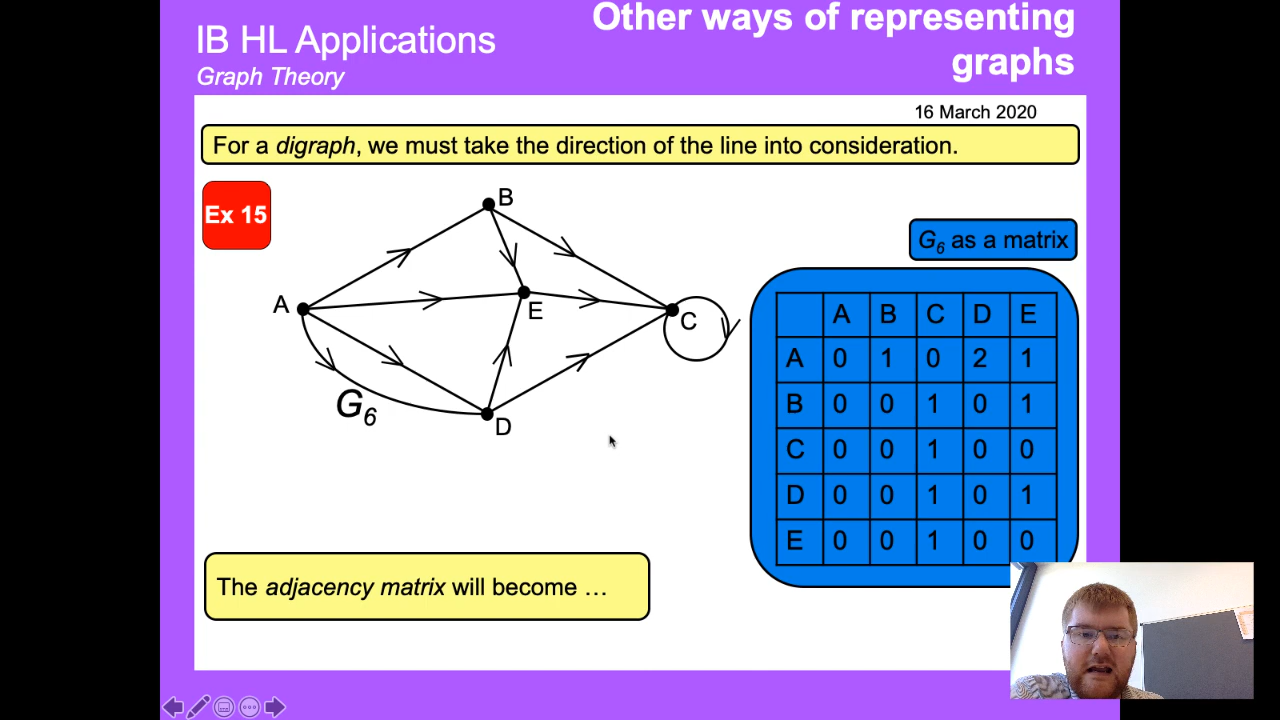 IB HL Applications
Graph Theory
Other ways of representing
graphs
16 March 2020
For a digraph, we must take the direction of the line into consideration.
Ex 15
B
A
E
C
D
G6
G6 as a matrix
A B C D E
A 0 1 0 2 1
B 0 0 1 0 1
C 0 0 1 0 0
D 0 0 1 0 1
E 0 0 1 0 0
The adjacency matrix will become …